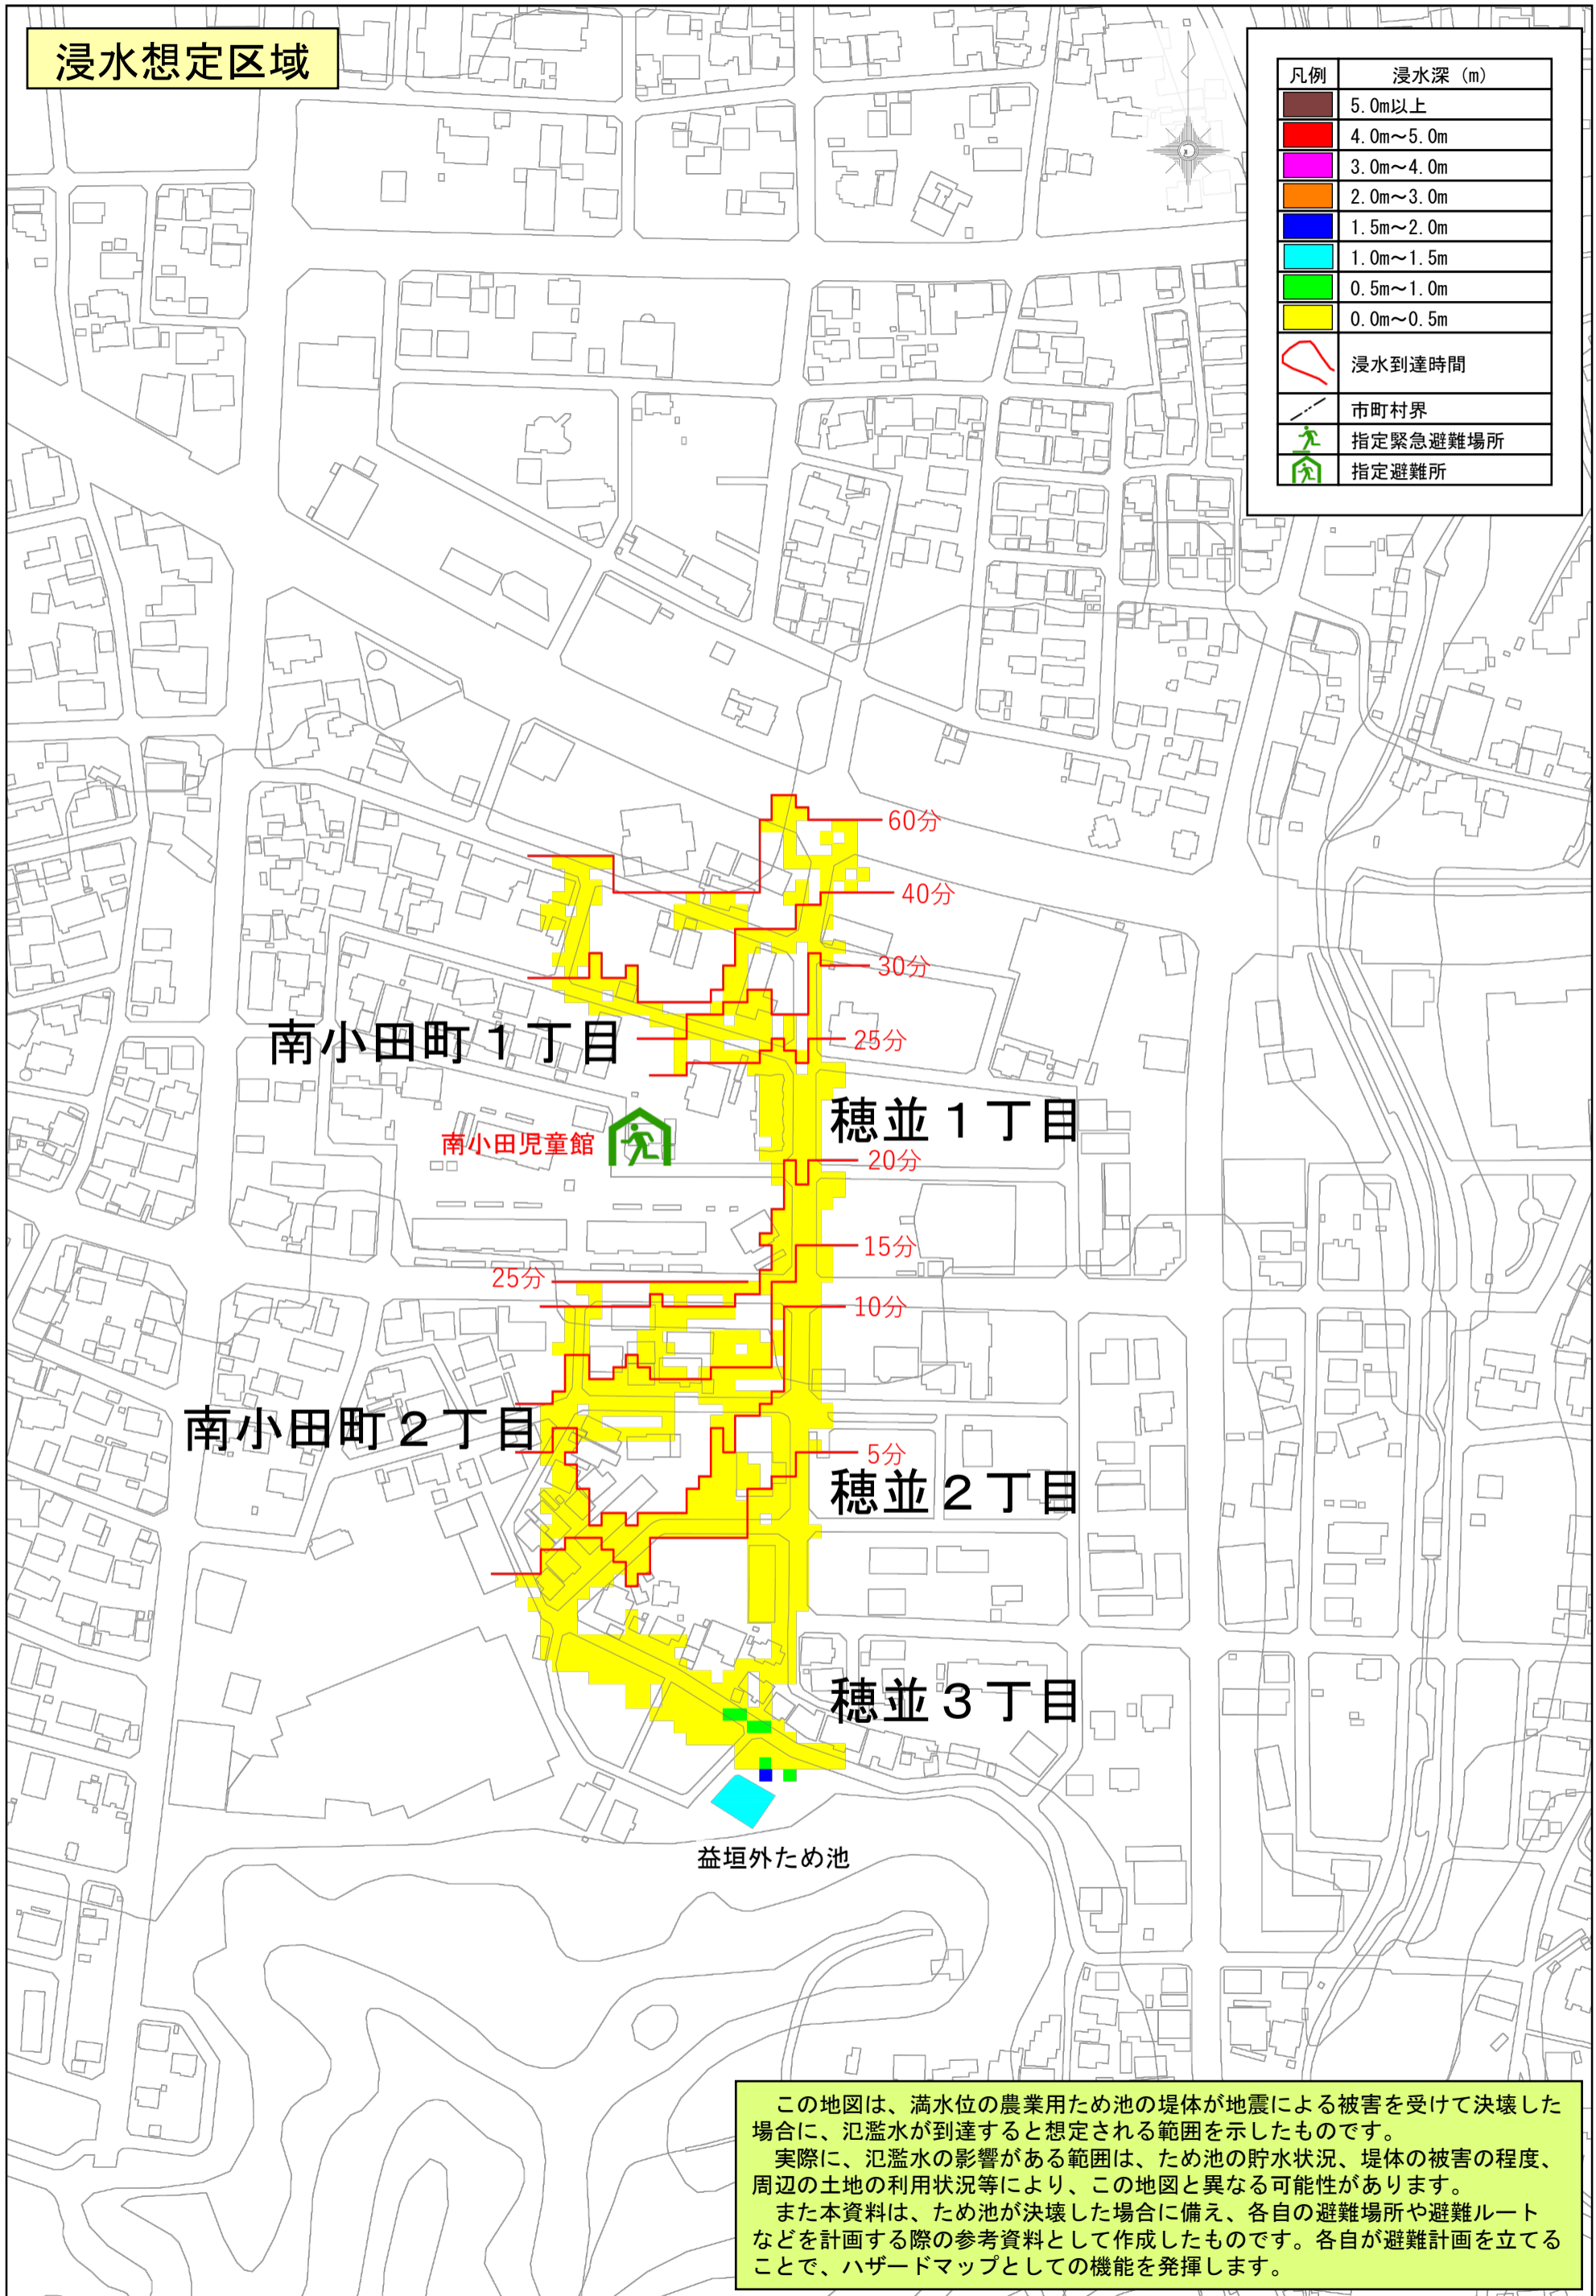 浸水想定区域
凡例 浸水深（m）
5.0m以上
4.0m～5.0m
3.0m～4.0m
2.0m～3.0m
1.5m～2.0m
1.0m～1.5m
0.5m～1.0m
0.0m～0.5m
浸水到達時間
市町村界
指定緊急避難場所
指定避難所
60分
40分
30分
25分
南小田町１丁目
穂並１丁目
南小田児童館
20分
15分
25分
10分
南小田町２丁目
5分
穂並２丁目
穂並３丁目
益垣外ため池
この地図は、満水位の農業用ため池の堤体が地震による被害を受けて決壊した
場合に、氾濫水が到達すると想定される範囲を示したものです。
実際に、氾濫水の影響がある範囲は、ため池の貯水状況、堤体の被害の程度、
周辺の土地の利用状況等により、この地図と異なる可能性があります。
また本資料は、ため池が決壊した場合に備え、各自の避難場所や避難ルート
などを計画する際の参考資料として作成したものです。各自が避難計画を立てる
ことで、ハザードマップとしての機能を発揮します。